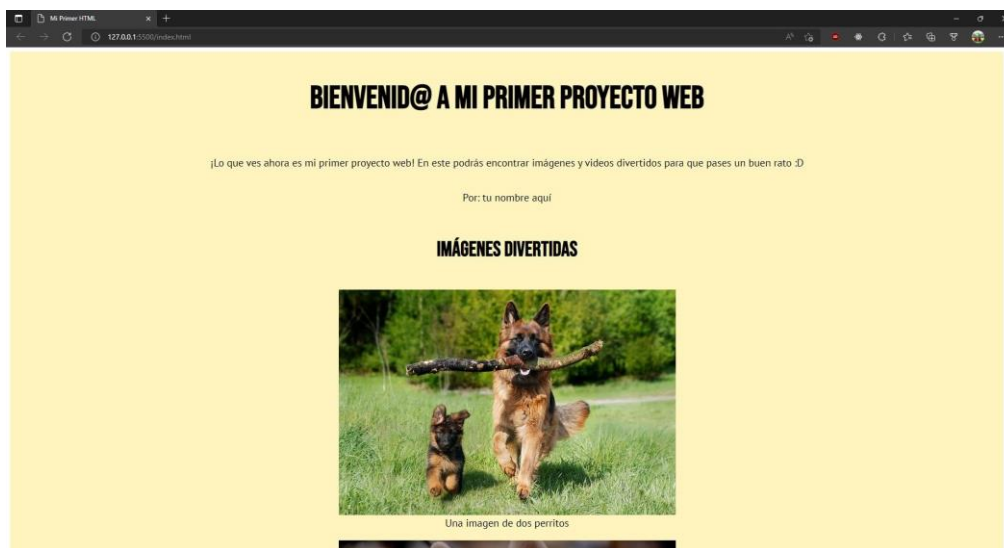 Mi Primer HTML
127.0.0.1:5500/index.html
BIENVENID@ A MI PRIMER PROYECTO WEB
¡Lo que ves ahora es mi primer proyecto web! En este podrás encontrar imágenes y videos divertidos para que pases un buen rato :D
Por: tu nombre aquí
IMÁGENES DIVERTIDAS
Una imagen de dos perritos